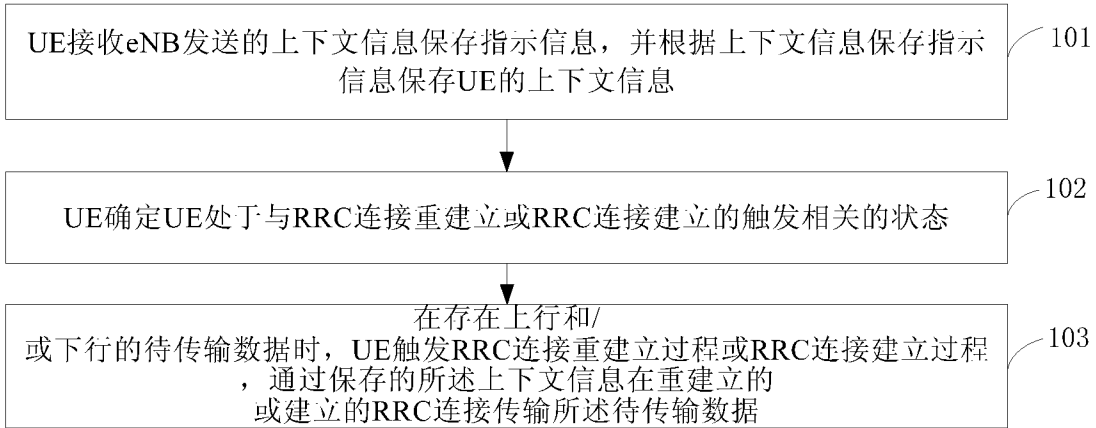 UE接收eNB发送的上下文信息保存指示信息，并根据上下文信息保存指示
信息保存UE的上下文信息
101
UE确定UE处于与RRC连接重建立或RRC连接建立的触发相关的状态
102
在存在上行和/
或下行的待传输数据时，UE触发RRC连接重建立过程或RRC连接建立过程
，通过保存的所述上下文信息在重建立的
或建立的RRC连接传输所述待传输数据
103